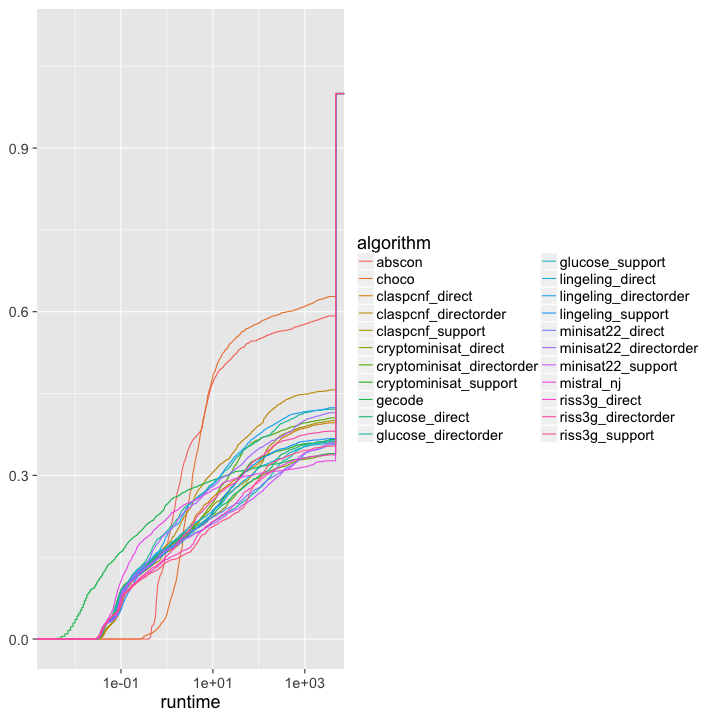 0.9
0.6
0.3
0.0
1e-01 1e+01 1e+03
runtime
algorithm
abscon
choco
claspcnf_direct
claspcnf_directorder
claspcnf_support
cryptominisat_direct
cryptominisat_directorder
cryptominisat_support
gecode
glucose_direct
glucose_directorder
glucose_support
lingeling_direct
lingeling_directorder
lingeling_support
minisat22_direct
minisat22_directorder
minisat22_support
mistral_nj
riss3g_direct
riss3g_directorder
riss3g_support